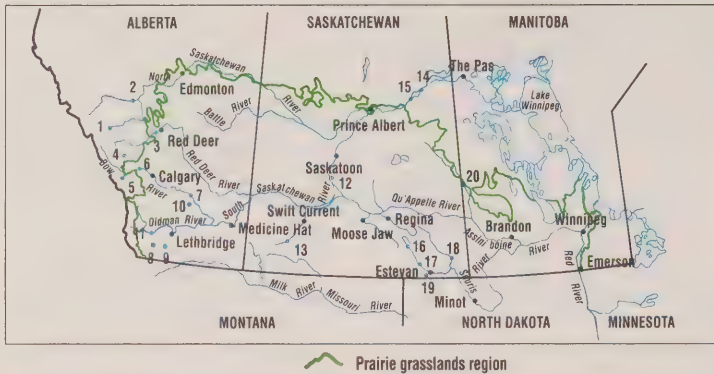 ALBERTA SASKATCHEWAN MANITOBA
North Saskatchewan River
The Pas
14
15
2
Edmonton
Lake Winnipeg
Battle River
1
Prince Albert
Red Deer
3
4
Saskatoon
6
Calgary
Red Deer River
20
Bow River
5
7
12
10
South Saskatchewan River
Qu'Appelle River
Swift Current
Regina
Brandon
Winnipeg
11
Oldman River
Medicine Hat
Moose Jaw
Assiniboine River
Lethbridge
13
16
18
8
9
17
Estevan
Souris River
Red River
Emerson
19
Milk River
Missouri River
Minot
MONTANA NORTH DAKOTA MINNESOTA
Prairie grasslands region